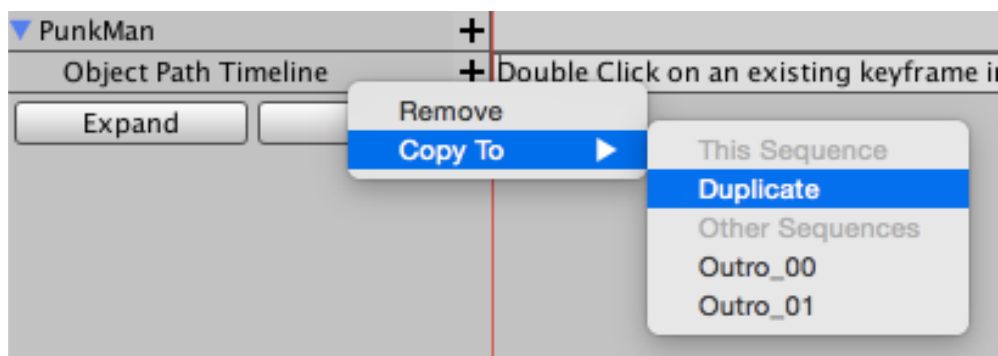 PunkMan +
Object Path Timeline + Double Click on an existing keyframe
Expand
Remove
Copy To
This Sequence
Duplicate
Other Sequences
Outro_00
Outro_01